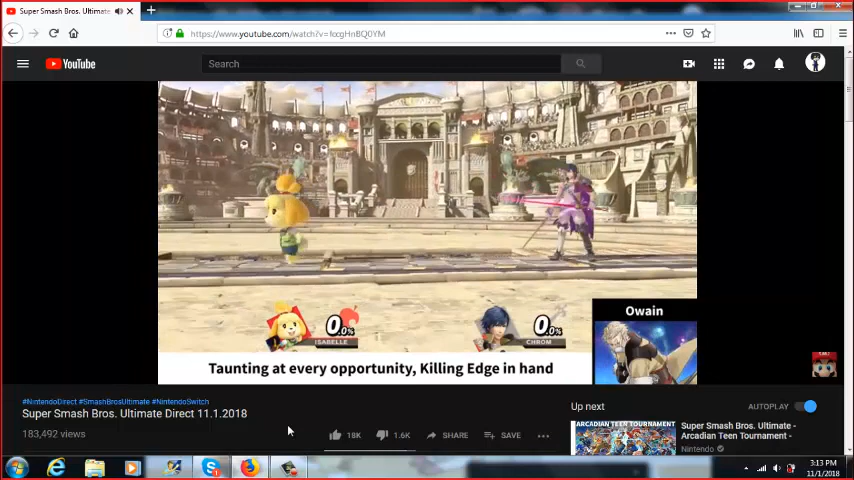 Super Smash Bros. Ultimate
https://www.youtube.com/watch?v=fccgHnBQ0YM
YouTube
Search
0.0%
ISABELLE
0.0%
CHROM
Owain
Taunting at every opportunity, Killing Edge in hand
#NintendoDirect #SmashBrosUltimate #NintendoSwitch
Super Smash Bros. Ultimate Direct 11.1.2018
183,492 views
18K
1.6K
SHARE
SAVE
Up next
AUTOPLAY
ARCADIAN TEEN TOURNAMENT
Super Smash Bros. Ultimate -
Arcadian Teen Tournament -
Nintendo
3:13 PM
11/1/2018